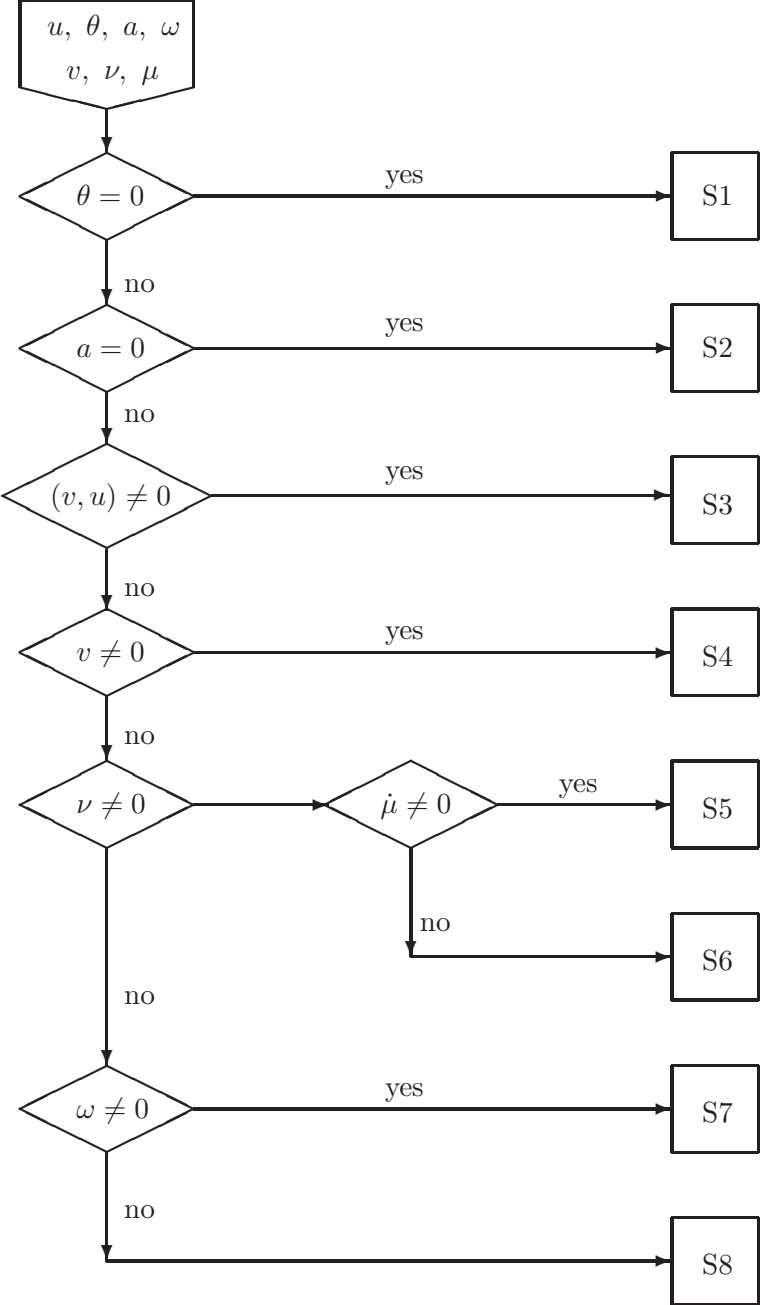 u, θ, a, ω
v, ν, μ
θ = 0
yes
S1
no
a = 0
yes
S2
no
(v, u) ≠ 0
yes
S3
no
v ≠ 0
yes
S4
no
ν ≠ 0
μ̇ ≠ 0
yes
S5
no
S6
no
ω ≠ 0
yes
S7
no
S8